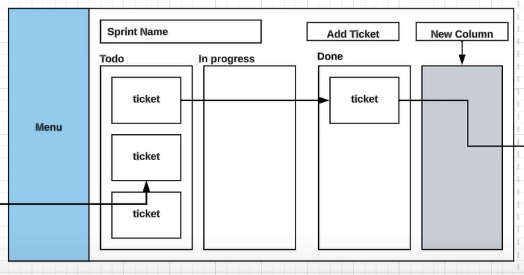 Sprint Name
Add Ticket
New Column
Todo
In progress
Done
ticket
ticket
Menu
ticket
ticket